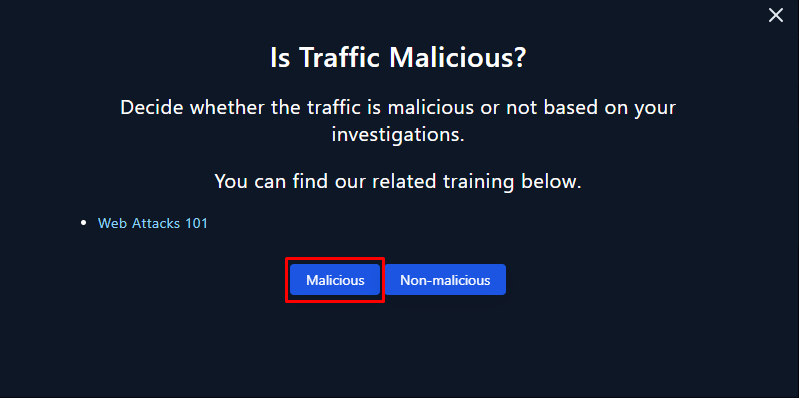 Is Traffic Malicious?
Decide whether the traffic is malicious or not based on your
investigations.
You can find our related training below.
Web Attacks 101
Malicious
Non-malicious